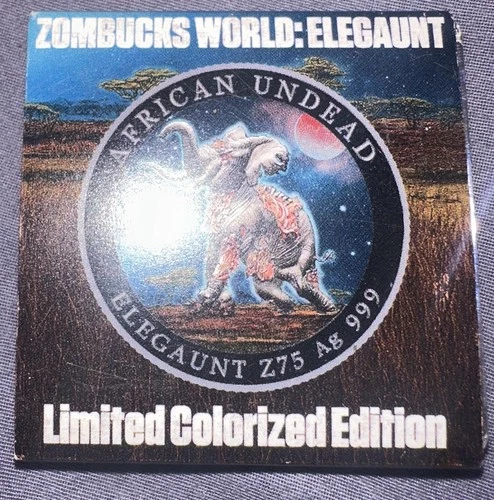 ZOMBUCKS WORLD: ELEGAUNT
AFRICAN UNDEAD
ELEGAUNT Z75 Ag 999
Limited Colorized Edition